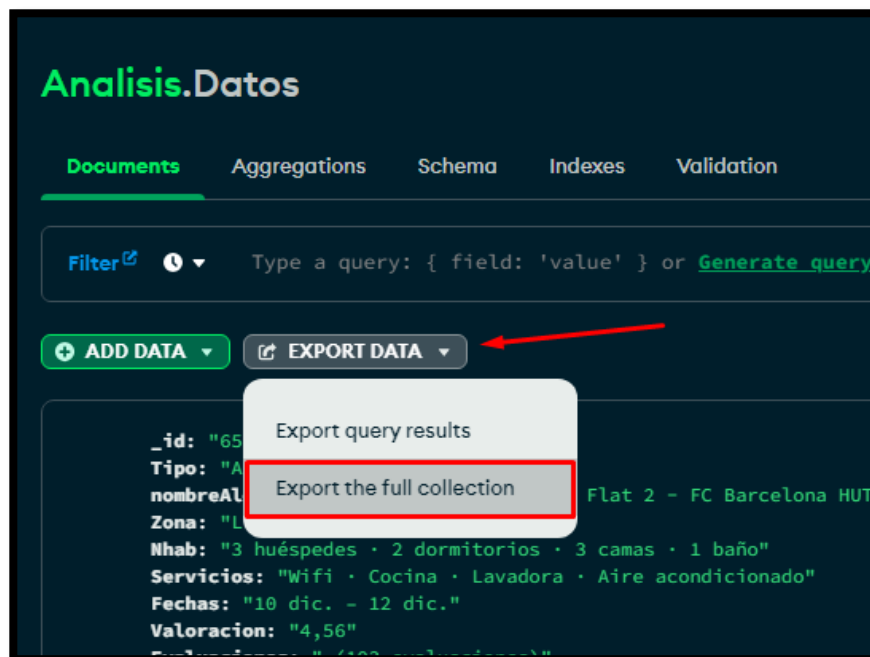 Analisis.Datos
Documents Aggregations Schema Indexes Validation
Filter Type a query: { field: 'value' } or Generate query
ADD DATA EXPORT DATA
Export query results
Export the full collection
_id: "65
Tipo: "A
nombreAl Flat 2 - FC Barcelona HUT
Zona: "L
Nhab: "3 huéspedes · 2 dormitorios · 3 camas · 1 baño"
Servicios: "Wifi · Cocina · Lavadora · Aire acondicionado"
Fechas: "10 dic. – 12 dic."
Valoracion: "4,56"